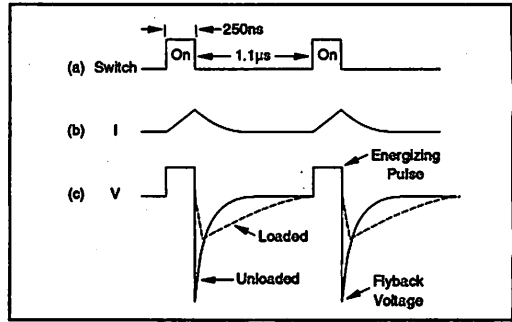 250ns
(a) Switch On 1.1µs On
(b) I
Energizing
Pulse
(c) V
Loaded
Unloaded
Flyback
Voltage